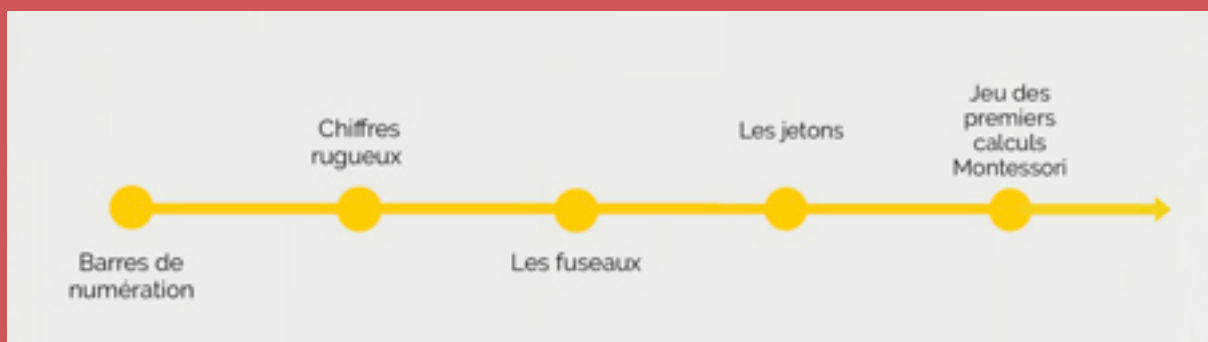 Barres de
numération
Chiffres
rugueux
Les fuseaux
Les jetons
Jeu des
premiers
calculs
Montessori